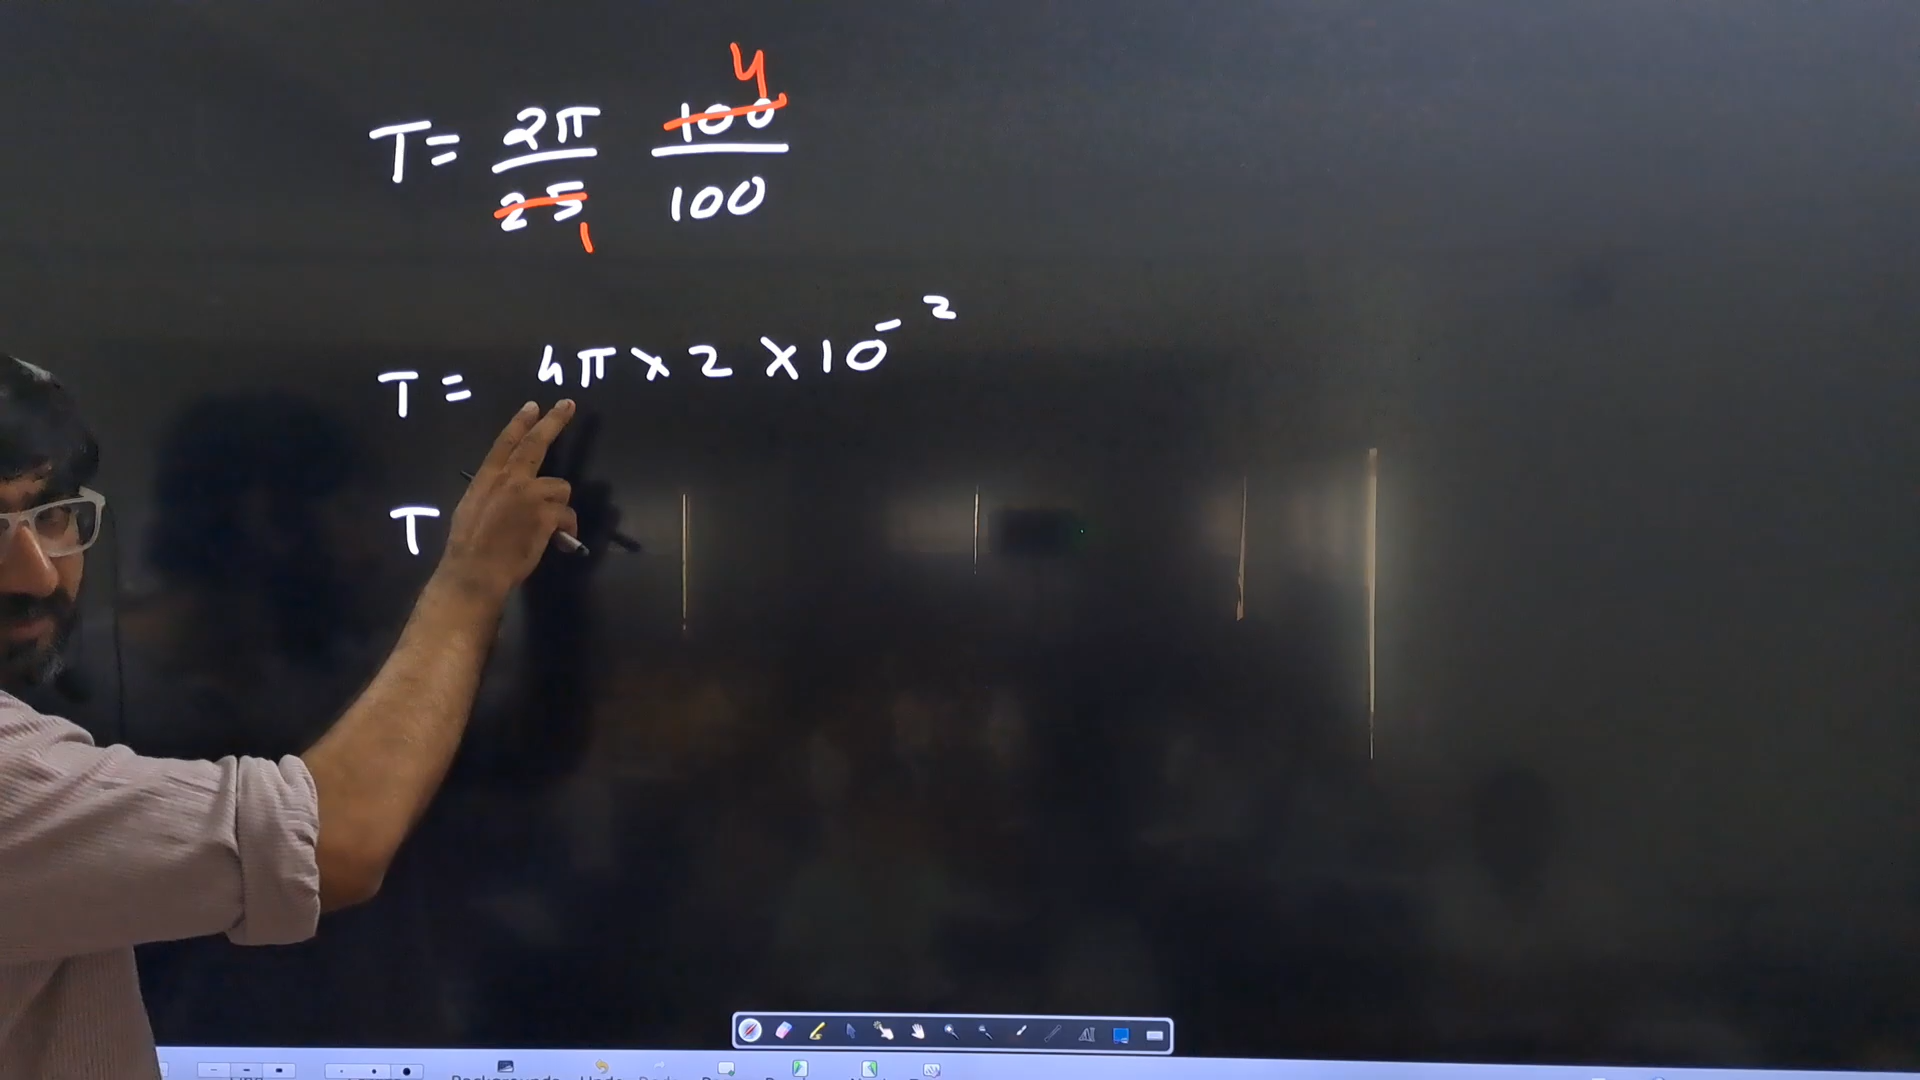 T = 2π/25 100/100 4 1
T = 4π × 2 × 10⁻²
T